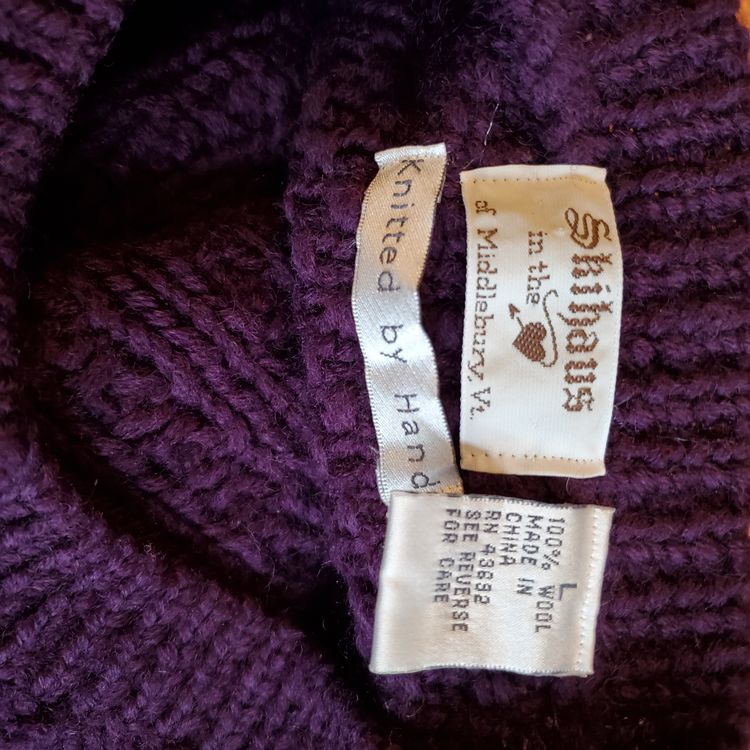 Knitted by Hand
Skihaus
in the
of Middlebury, Vt.
L
100% WOOL
MADE IN
CHINA
RN 43692
SEE REVERSE
FOR CARE